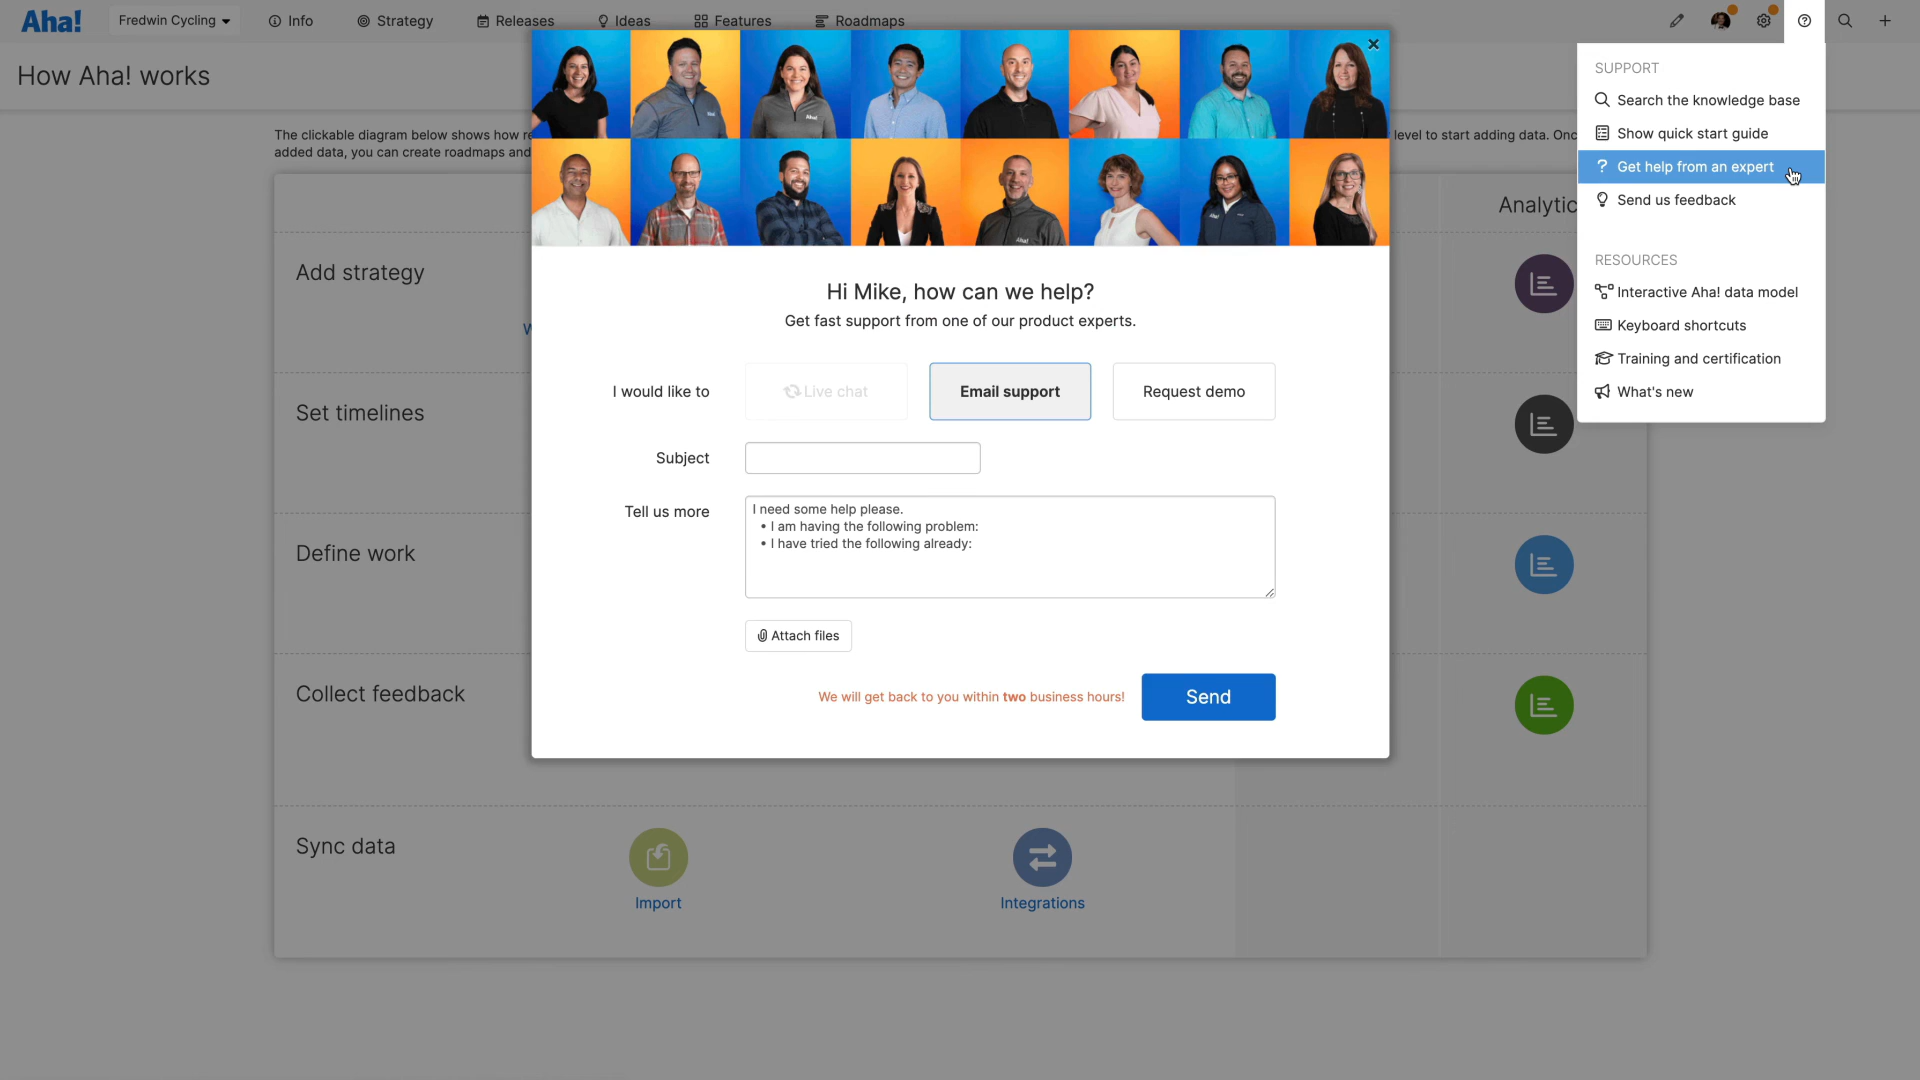 Aha!
Fredwin Cycling
Info
Strategy
Releases
Ideas
Features
Roadmaps
How Aha! works
The clickable diagram below shows how re
level to start adding data. Onc
added data, you can create roadmaps and
Analytic
Add strategy
W
Set timelines
Define work
Collect feedback
Sync data
Import
Integrations
Aha!
Aha!
Aha!
Aha!
Hi Mike, how can we help?
Get fast support from one of our product experts.
I would like to
Live chat
Email support
Request demo
Subject
Tell us more
I need some help please.
• I am having the following problem:
• I have tried the following already:
Attach files
We will get back to you within two business hours!
Send
SUPPORT
Search the knowledge base
Show quick start guide
Get help from an expert
Send us feedback
RESOURCES
Interactive Aha! data model
Keyboard shortcuts
Training and certification
What's new